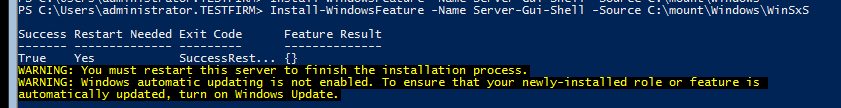 PS C:\Users\administrator.TESTFIRM> Install-WindowsFeature -Name Server-Gui-Shell -Source C:\mount\Windows
PS C:\Users\administrator.TESTFIRM> Install-WindowsFeature -Name Server-Gui-Shell -Source C:\mount\Windows\WinSxS
Success Restart Needed Exit Code      Feature Result
------- -------------- ---------      --------------
True    Yes            SuccessRest... {}
WARNING: You must restart this server to finish the installation process.
WARNING: Windows automatic updating is not enabled. To ensure that your newly-installed role or feature is
automatically updated, turn on Windows Update.